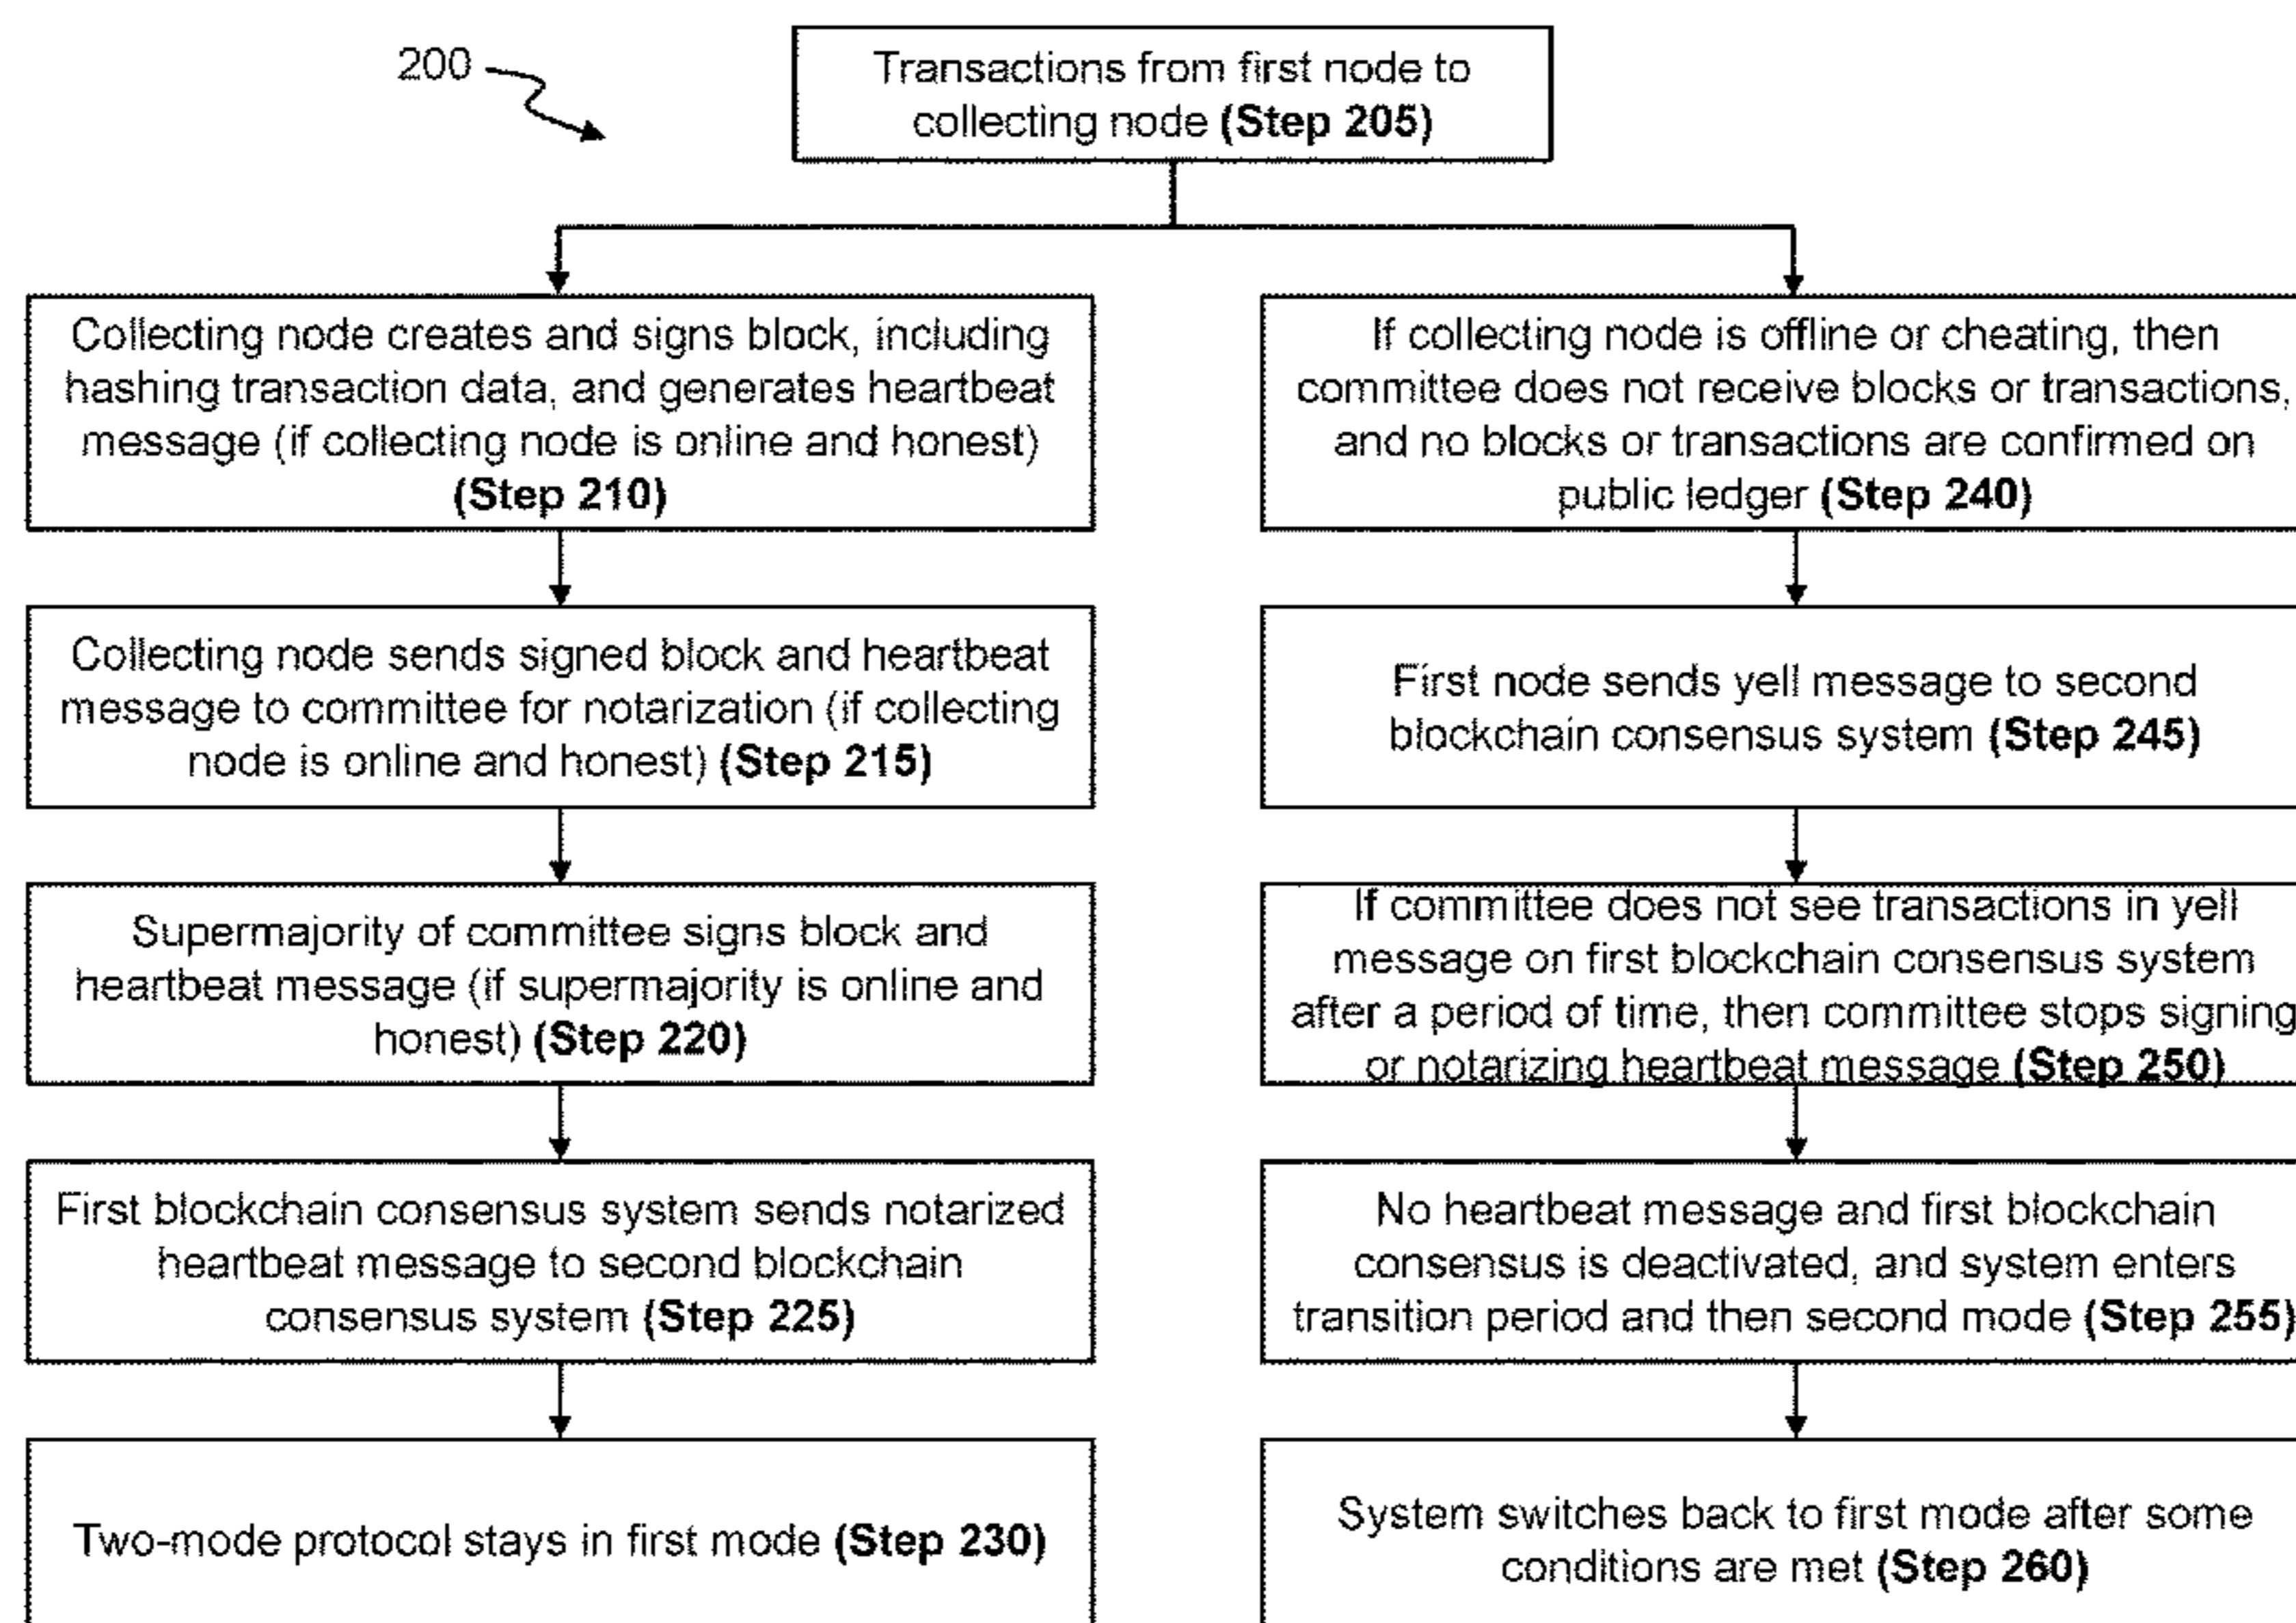 200
Transactions from first node to
collecting node (Step 205)
Collecting node creates and signs block, including
hashing transaction data, and generates heartbeat
message (if collecting node is online and honest)
(Step 210)
Collecting node sends signed block and heartbeat
message to committee for notarization (if collecting
node is online and honest) (Step 215)
Supermajority of committee signs block and
heartbeat message (if supermajority is online and
honest) (Step 220)
First blockchain consensus system sends notarized
heartbeat message to second blockchain
consensus system (Step 225)
Two-mode protocol stays in first mode (Step 230)
If collecting node is offline or cheating, then
committee does not receive blocks or transactions,
and no blocks or transactions are confirmed on
public ledger (Step 240)
First node sends yell message to second
blockchain consensus system (Step 245)
If committee does not see transactions in yell
message on first blockchain consensus system
after a period of time, then committee stops signing
or notarizing heartbeat message (Step 250)
No heartbeat message and first blockchain
consensus is deactivated, and system enters
transition period and then second mode (Step 255)
System switches back to first mode after some
conditions are met (Step 260)